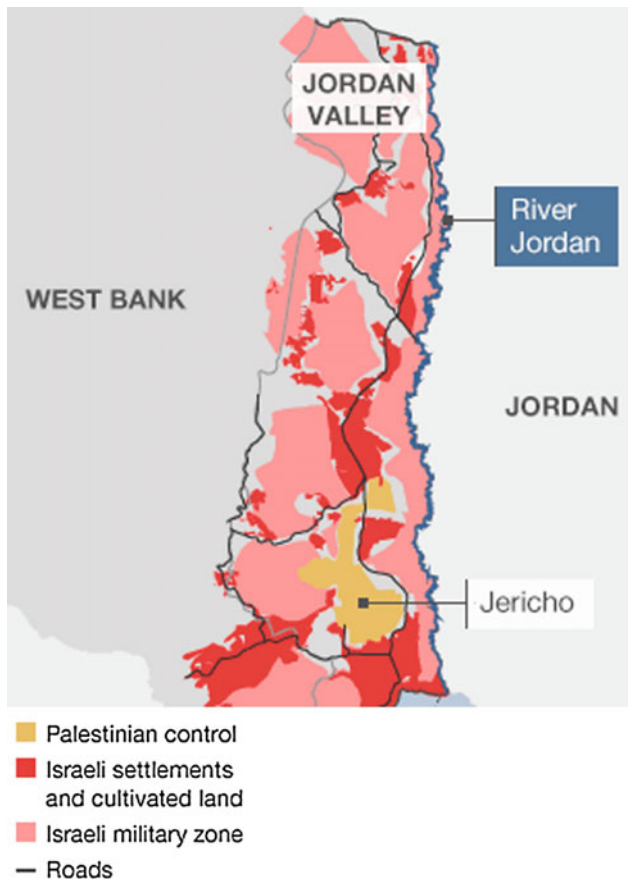 JORDAN
VALLEY
River
Jordan
WEST BANK
JORDAN
Jericho
Palestinian control
Israeli settlements
and cultivated land
Israeli military zone
Roads